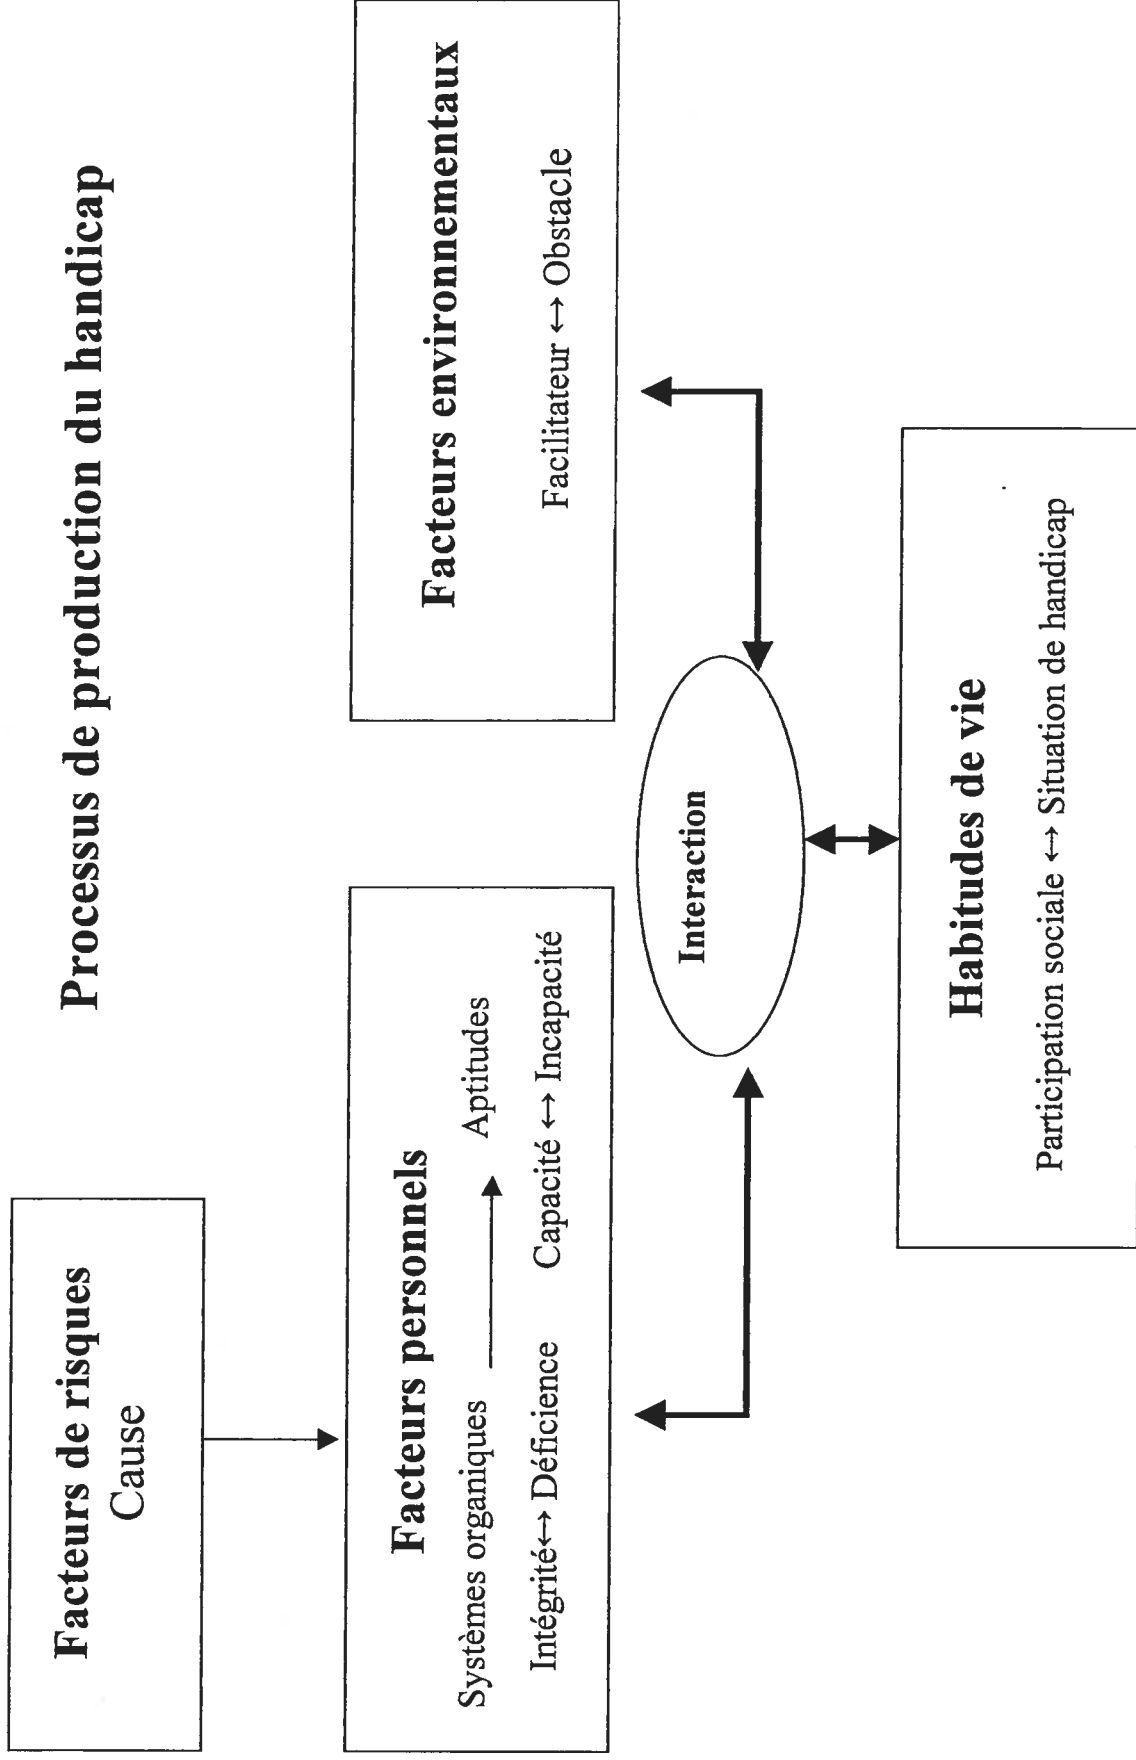 Processus de production du handicap
Facteurs de risques
Cause
Facteurs personnels
Systèmes organiques → Aptitudes
Intégrité↔ Déficience Capacité ↔ Incapacité
Facteurs environnementaux
Facilitateur ↔ Obstacle
Interaction
Habitudes de vie
Participation sociale ↔ Situation de handicap